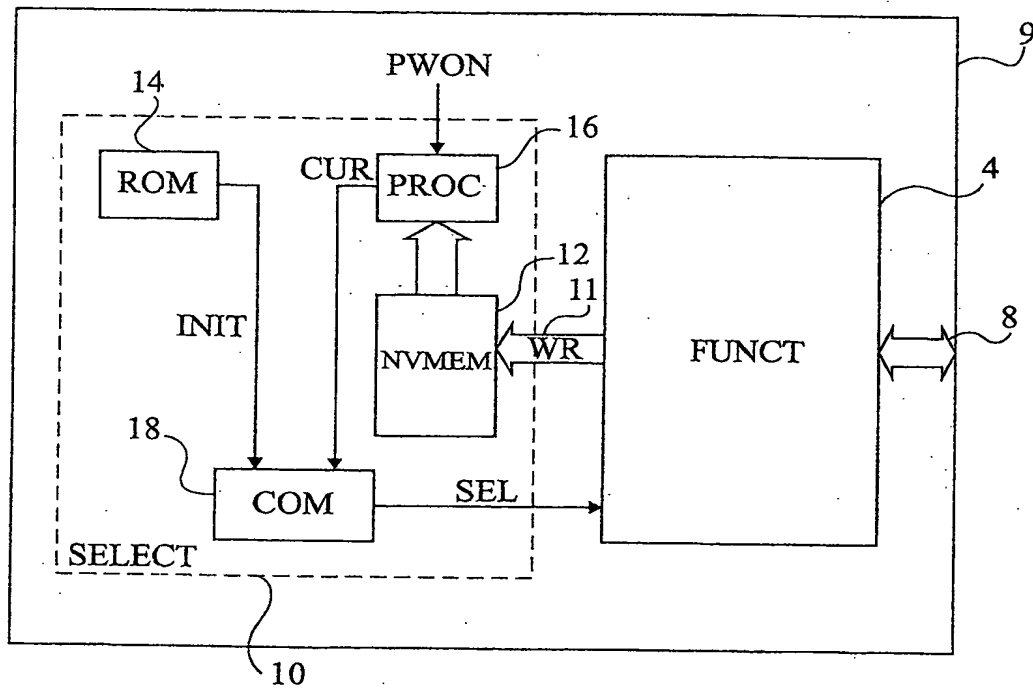 9
PWON
14
16
ROM
CUR
PROC
4
12
11
INIT
NVMEM
WR
FUNCT
8
18
COM
SEL
SELECT
10